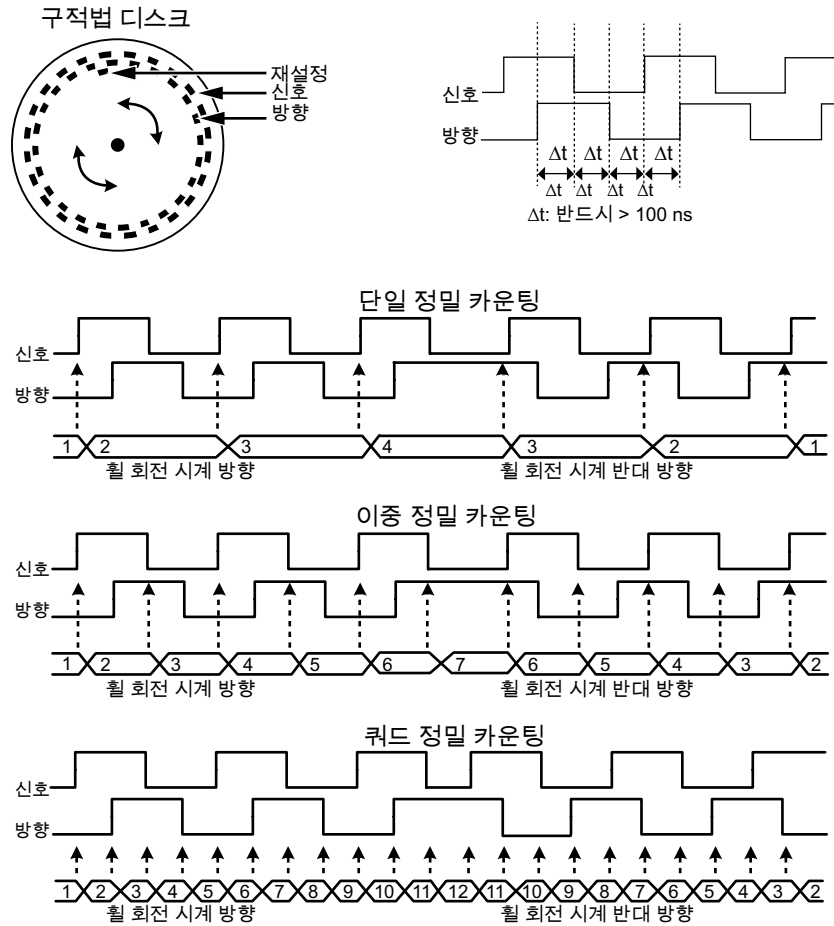 구적법 디스크
재설정
신호
방향
신호
방향
Δt Δt Δt Δt
Δt Δt Δt Δt
Δt: 반드시 > 100 ns
단일 정밀 카운팅
신호
방향
1 2 3 4 3 2 1
휠 회전 시계 방향 휠 회전 시계 반대 방향
이중 정밀 카운팅
신호
방향
1 2 3 4 5 6 7 6 5 4 3 2
휠 회전 시계 방향 휠 회전 시계 반대 방향
쿼드 정밀 카운팅
신호
방향
1 2 3 4 5 6 7 8 9 10 11 12 11 10 9 8 7 6 5 4 3 2
휠 회전 시계 방향 휠 회전 시계 반대 방향